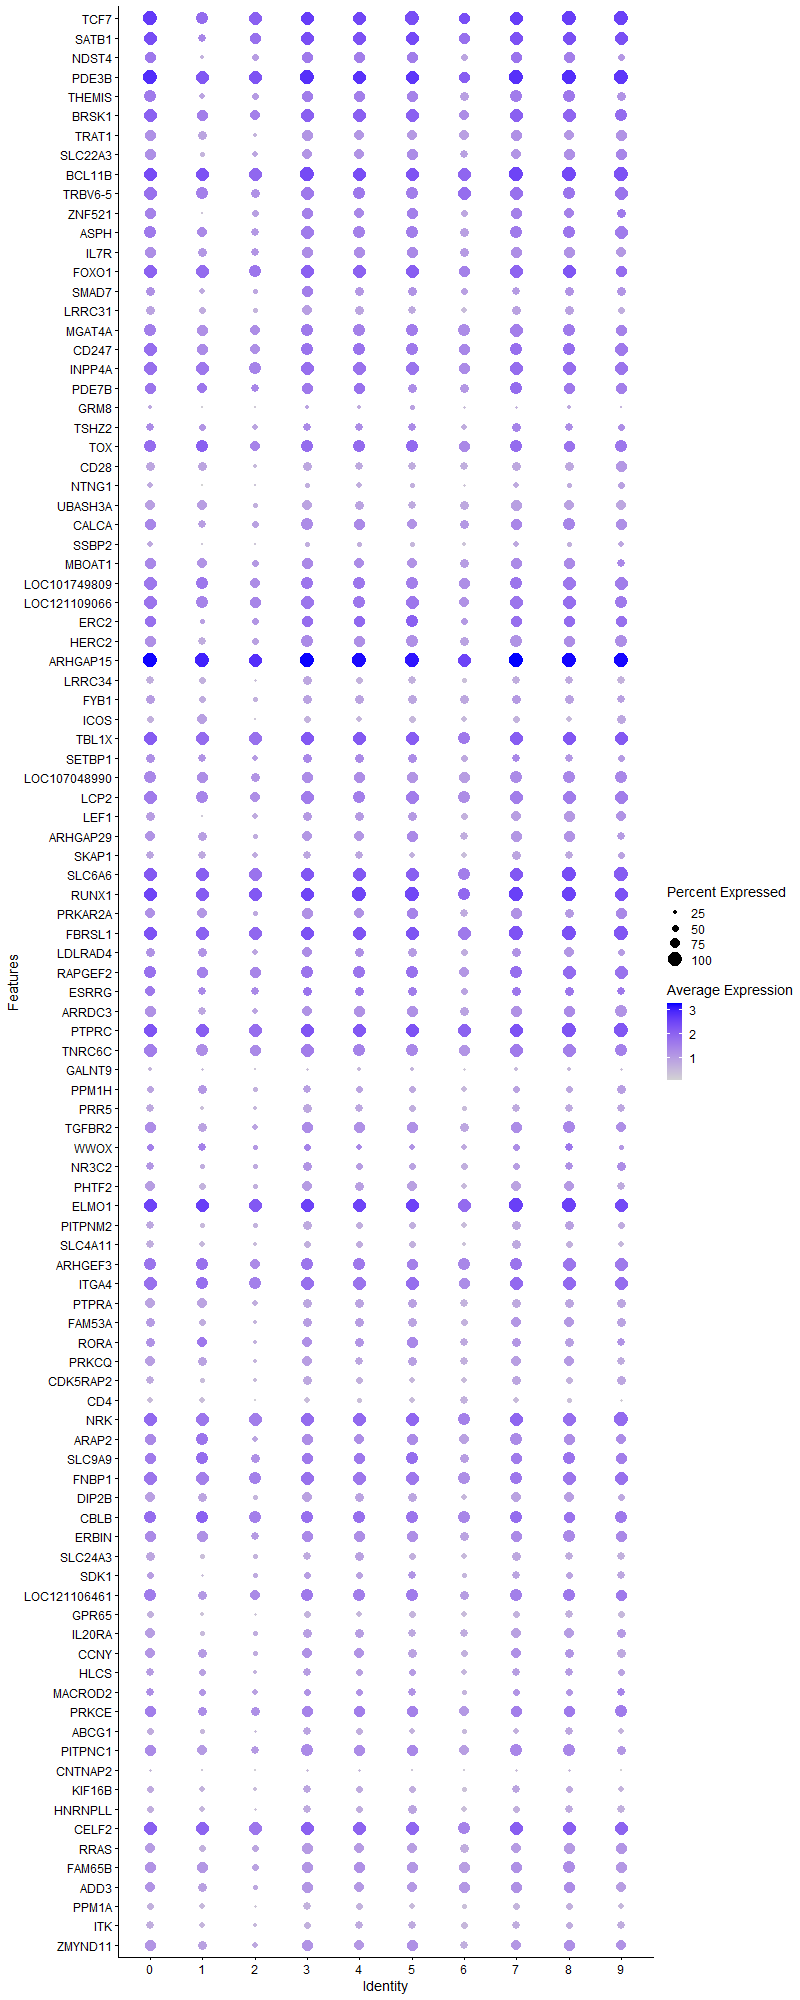 TCF7
SATB1
NDST4
PDE3B
THEMIS
BRSK1
TRAT1
SLC22A3
BCL11B
TRBV6-5
ZNF521
ASPH
IL7R
FOXO1
SMAD7
LRRC31
MGAT4A
CD247
INPP4A
PDE7B
GRM8
TSHZ2
TOX
CD28
NTNG1
UBASH3A
CALCA
SSBP2
MBOAT1
LOC101749809
LOC121109066
ERC2
HERC2
ARHGAP15
LRRC34
FYB1
ICOS
TBL1X
SETBP1
LOC107048990
LCP2
LEF1
ARHGAP29
SKAP1
SLC6A6
RUNX1
PRKAR2A
FBRSL1
LDLRAD4
RAPGEF2
ESRRG
ARRDC3
PTPRC
TNRC6C
GALNT9
PPM1H
PRR5
TGFBR2
WWOX
NR3C2
PHTF2
ELMO1
PITPNM2
SLC4A11
ARHGEF3
ITGA4
PTPRA
FAM53A
RORA
PRKCQ
CDK5RAP2
CD4
NRK
ARAP2
SLC9A9
FNBP1
DIP2B
CBLB
ERBIN
SLC24A3
SDK1
LOC121106461
GPR65
IL20RA
CCNY
HLCS
MACROD2
PRKCE
ABCG1
PITPNC1
CNTNAP2
KIF16B
HNRNPLL
CELF2
RRAS
FAM65B
ADD3
PPM1A
ITK
ZMYND11
Features
0 1 2 3 4 5 6 7 8 9
Identity
Percent Expressed
25
50
75
100
Average Expression
3
2
1